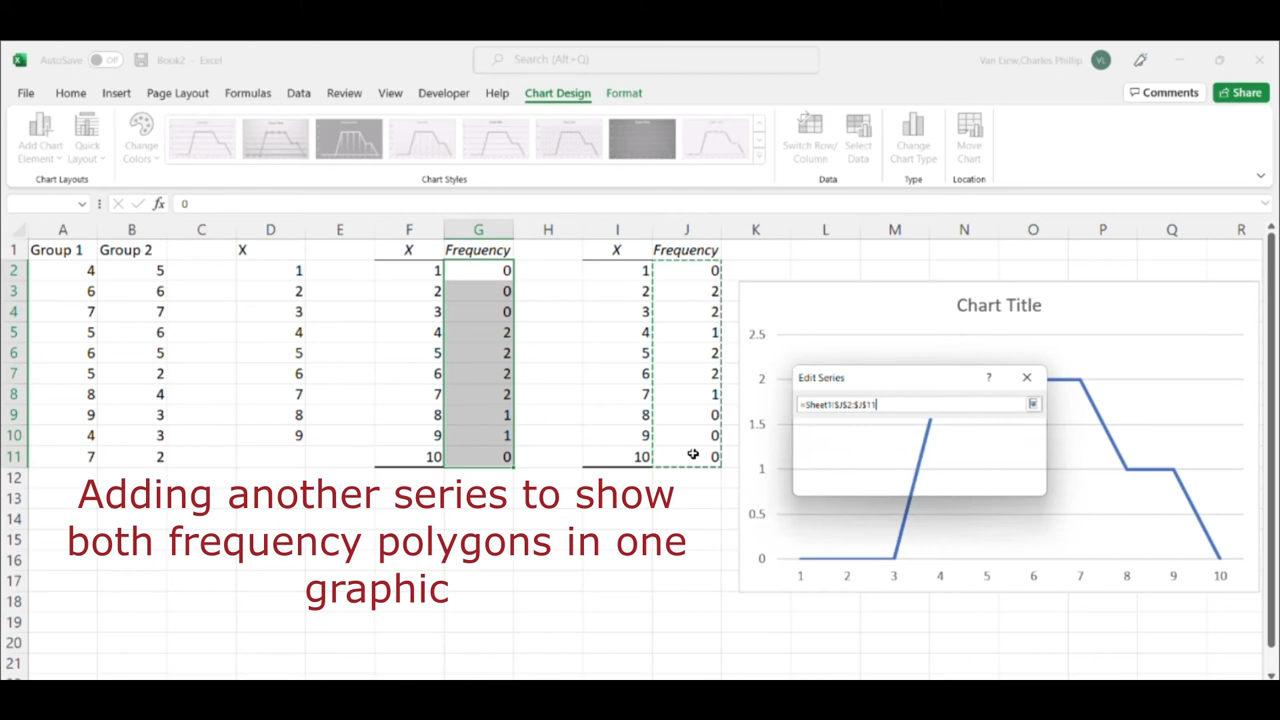 AutoSave Off Book2 - Excel Search (Alt+Q) Van Liew,Charles Phillip VL
File Home Insert Page Layout Formulas Data Review View Developer Help Chart Design Format Comments Share
Add Chart Element Quick Layout Change Colors Switch Row/ Column Select Data Change Chart Type Move Chart
Chart Layouts Chart Styles Data Type Location
fx 0
A B C D E F G H I J K L M N O P Q R
1 Group 1 Group 2 X X Frequency X Frequency
2 4 5 1 1 0 1 0
3 6 6 2 2 0 2 2
4 7 7 3 3 0 3 2
5 5 6 4 4 2 4 1
6 6 5 5 5 2 5 2
7 5 2 6 6 2 6 2
8 8 4 7 7 2 7 1
9 9 3 8 8 1 8 0
10 4 3 9 9 1 9 0
11 7 2 10 0 10 0
12
13
14
15
16
17
18
19
20
21
Adding another series to show
both frequency polygons in one
graphic
Chart Title
2.5
2
1.5
1
0.5
0
1 2 3 4 5 6 7 8 9 10
Edit Series ?
=Sheet1!$J$2:$J$11